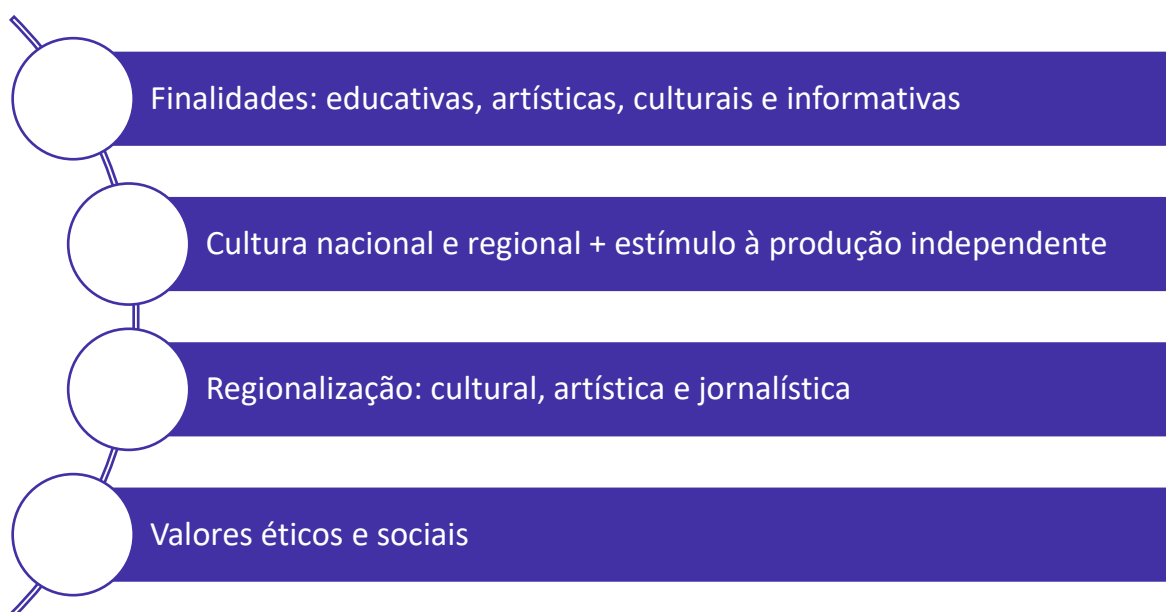 Finalidades: educativas, artísticas, culturais e informativas
Cultura nacional e regional + estímulo à produção independente
Regionalização: cultural, artística e jornalística
Valores éticos e sociais